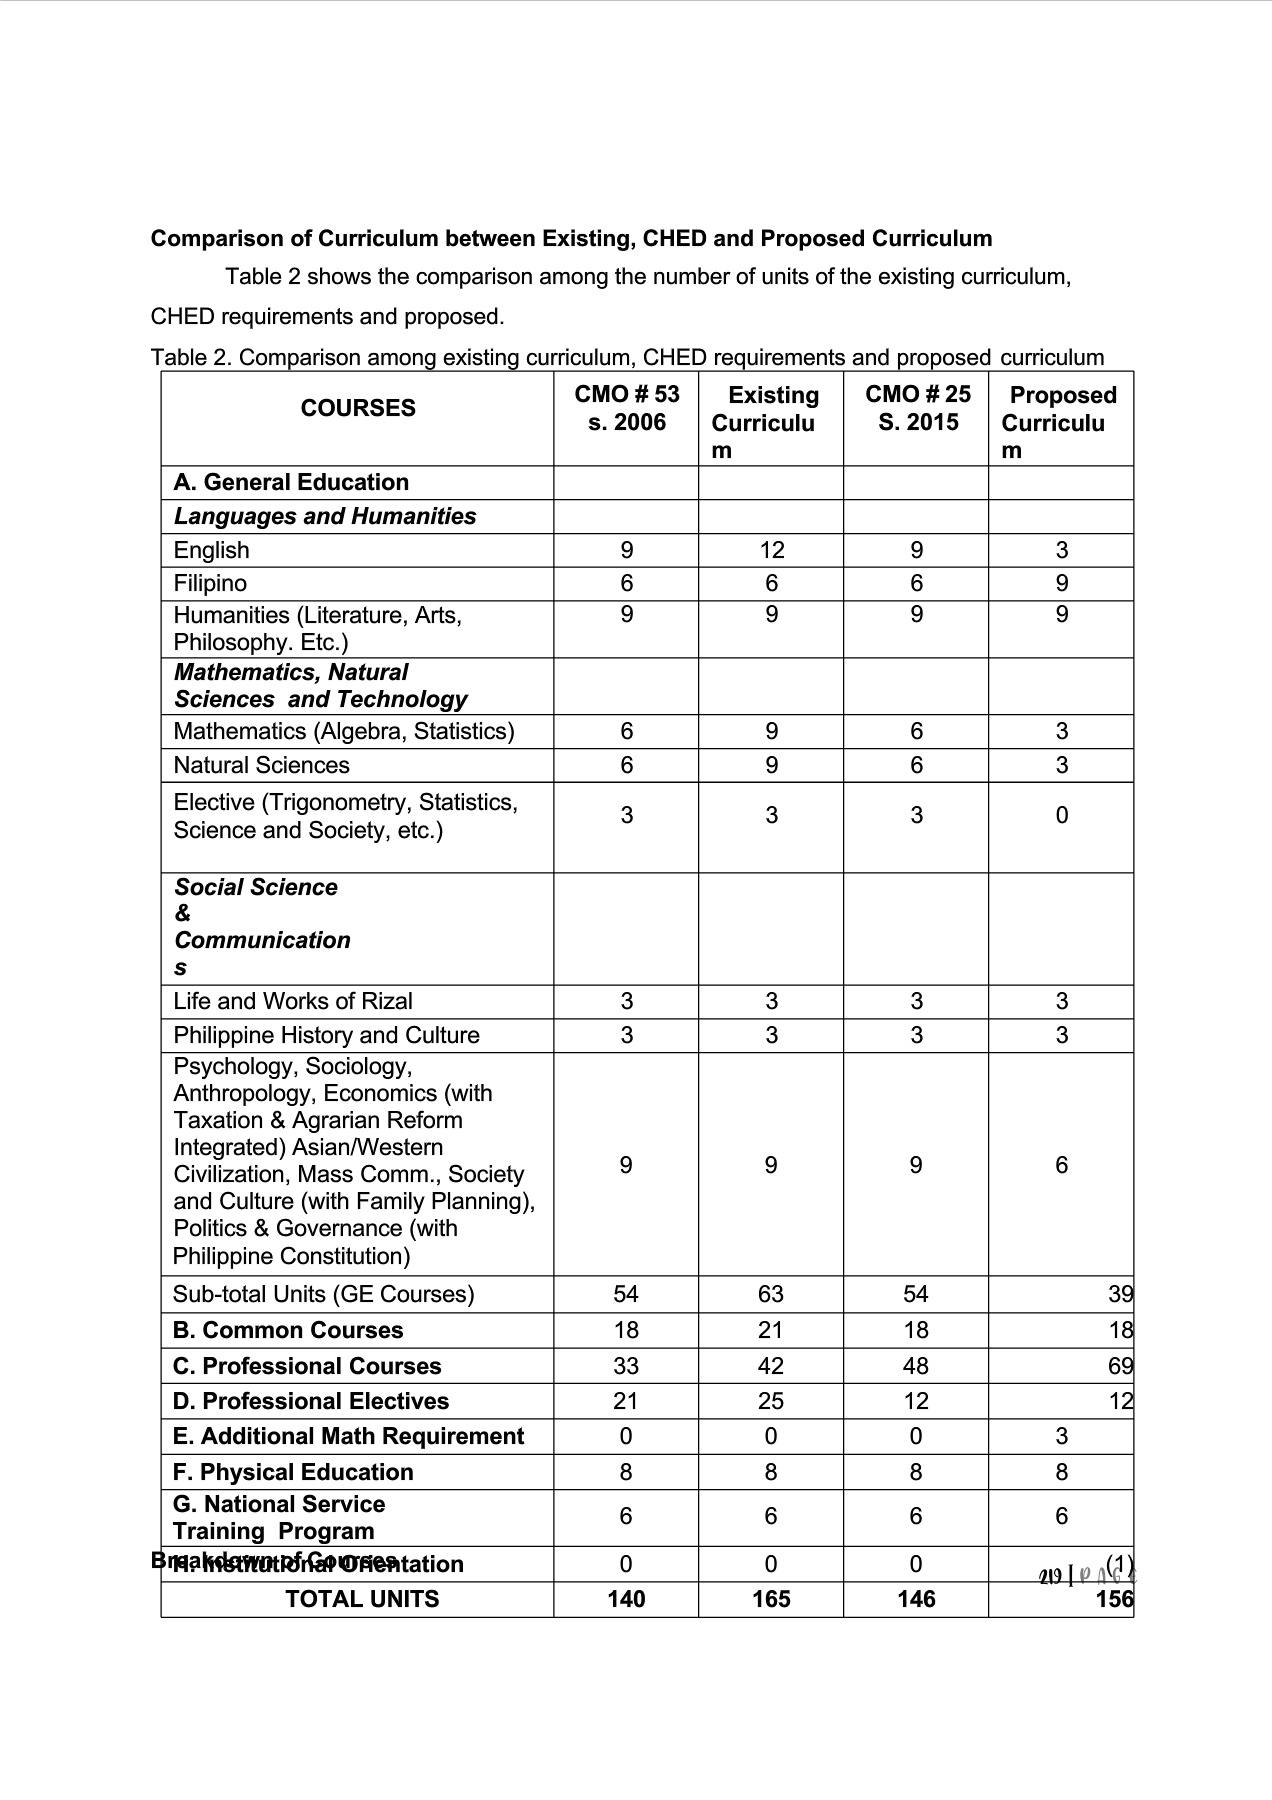 Comparison of Curriculum between Existing, CHED and Proposed Curriculum
Table 2 shows the comparison among the number of units of the existing curriculum,
CHED requirements and proposed.
Table 2. Comparison among existing curriculum, CHED requirements and proposed curriculum
COURSES CMO # 53 s. 2006 Existing Curriculu m CMO # 25 S. 2015 Proposed Curriculu m
A. General Education
Languages and Humanities
English 9 12 9 3
Filipino 6 6 6 9
Humanities (Literature, Arts, 9 9 9 9
Philosophy. Etc.)
Mathematics, Natural
Sciences and Technology
Mathematics (Algebra, Statistics) 6 9 6 3
Natural Sciences 6 9 6 3
Elective (Trigonometry, Statistics,
Science and Society, etc.) 3 3 3 0
Social Science
&
Communication
s
Life and Works of Rizal 3 3 3 3
Philippine History and Culture 3 3 3 3
Psychology, Sociology,
Anthropology, Economics (with
Taxation & Agrarian Reform
Integrated) Asian/Western
Civilization, Mass Comm., Society 9 9 9 6
and Culture (with Family Planning),
Politics & Governance (with
Philippine Constitution)
Sub-total Units (GE Courses) 54 63 54 39
B. Common Courses 18 21 18 18
C. Professional Courses 33 42 48 69
D. Professional Electives 21 25 12 12
E. Additional Math Requirement 0 0 0 3
F. Physical Education 8 8 8 8
G. National Service
Training Program 6 6 6 6
Breakdown of Courses
H. Institutional Orientation 0 0 0 (1)
219 | PAGE
TOTAL UNITS 140 165 146 156